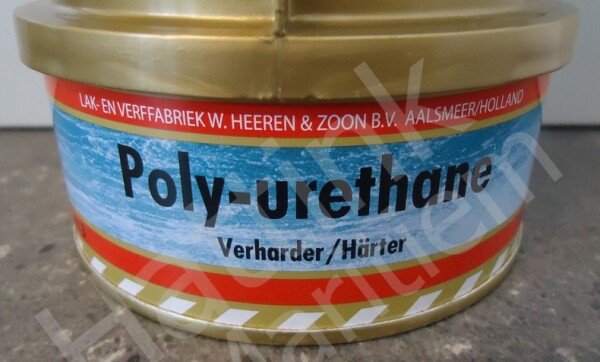 LAK- EN VERFFABRIEK W. HEEREN & ZOON B.V. AALSMEER/HOLLAND
Poly-urethane
Verharder/Härter